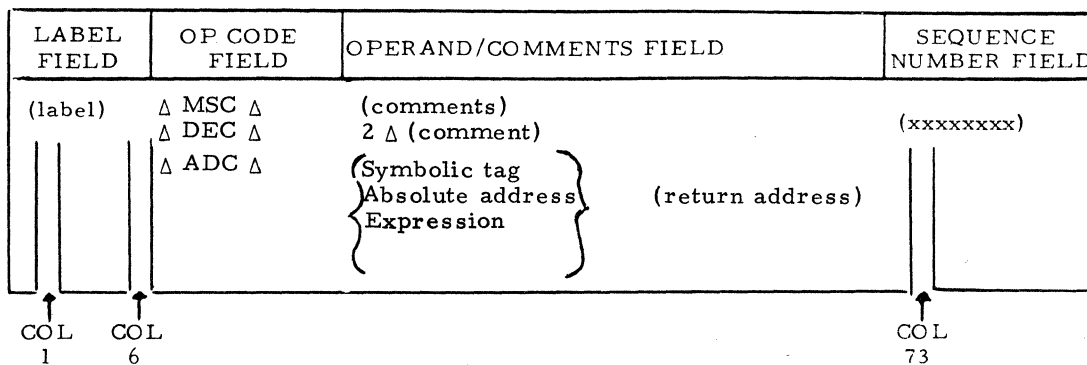 LABEL FIELD OP CODE FIELD OPERAND/COMMENTS FIELD SEQUENCE NUMBER FIELD
(label) Δ MSC Δ (comments)
Δ DEC Δ 2 Δ (comment) (xxxxxxxx)
Δ ADC Δ Symbolic tag
Absolute address (return address)
Expression
COL 1 COL 6 COL 73